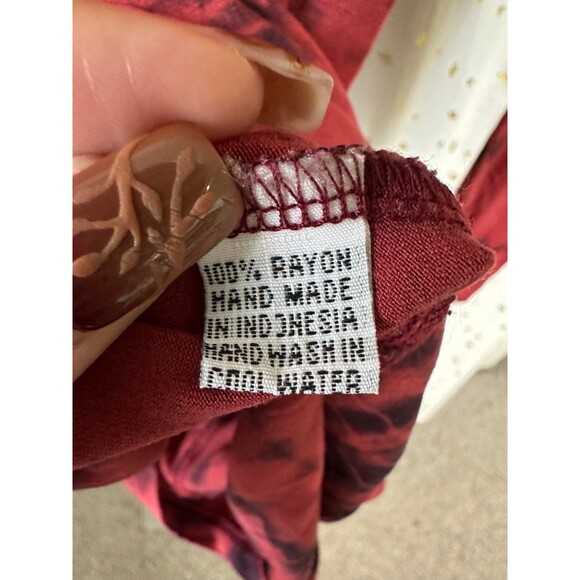 100% RAYON
HAND MADE
IN INDONESIA
HAND WASH IN
COOL WATER